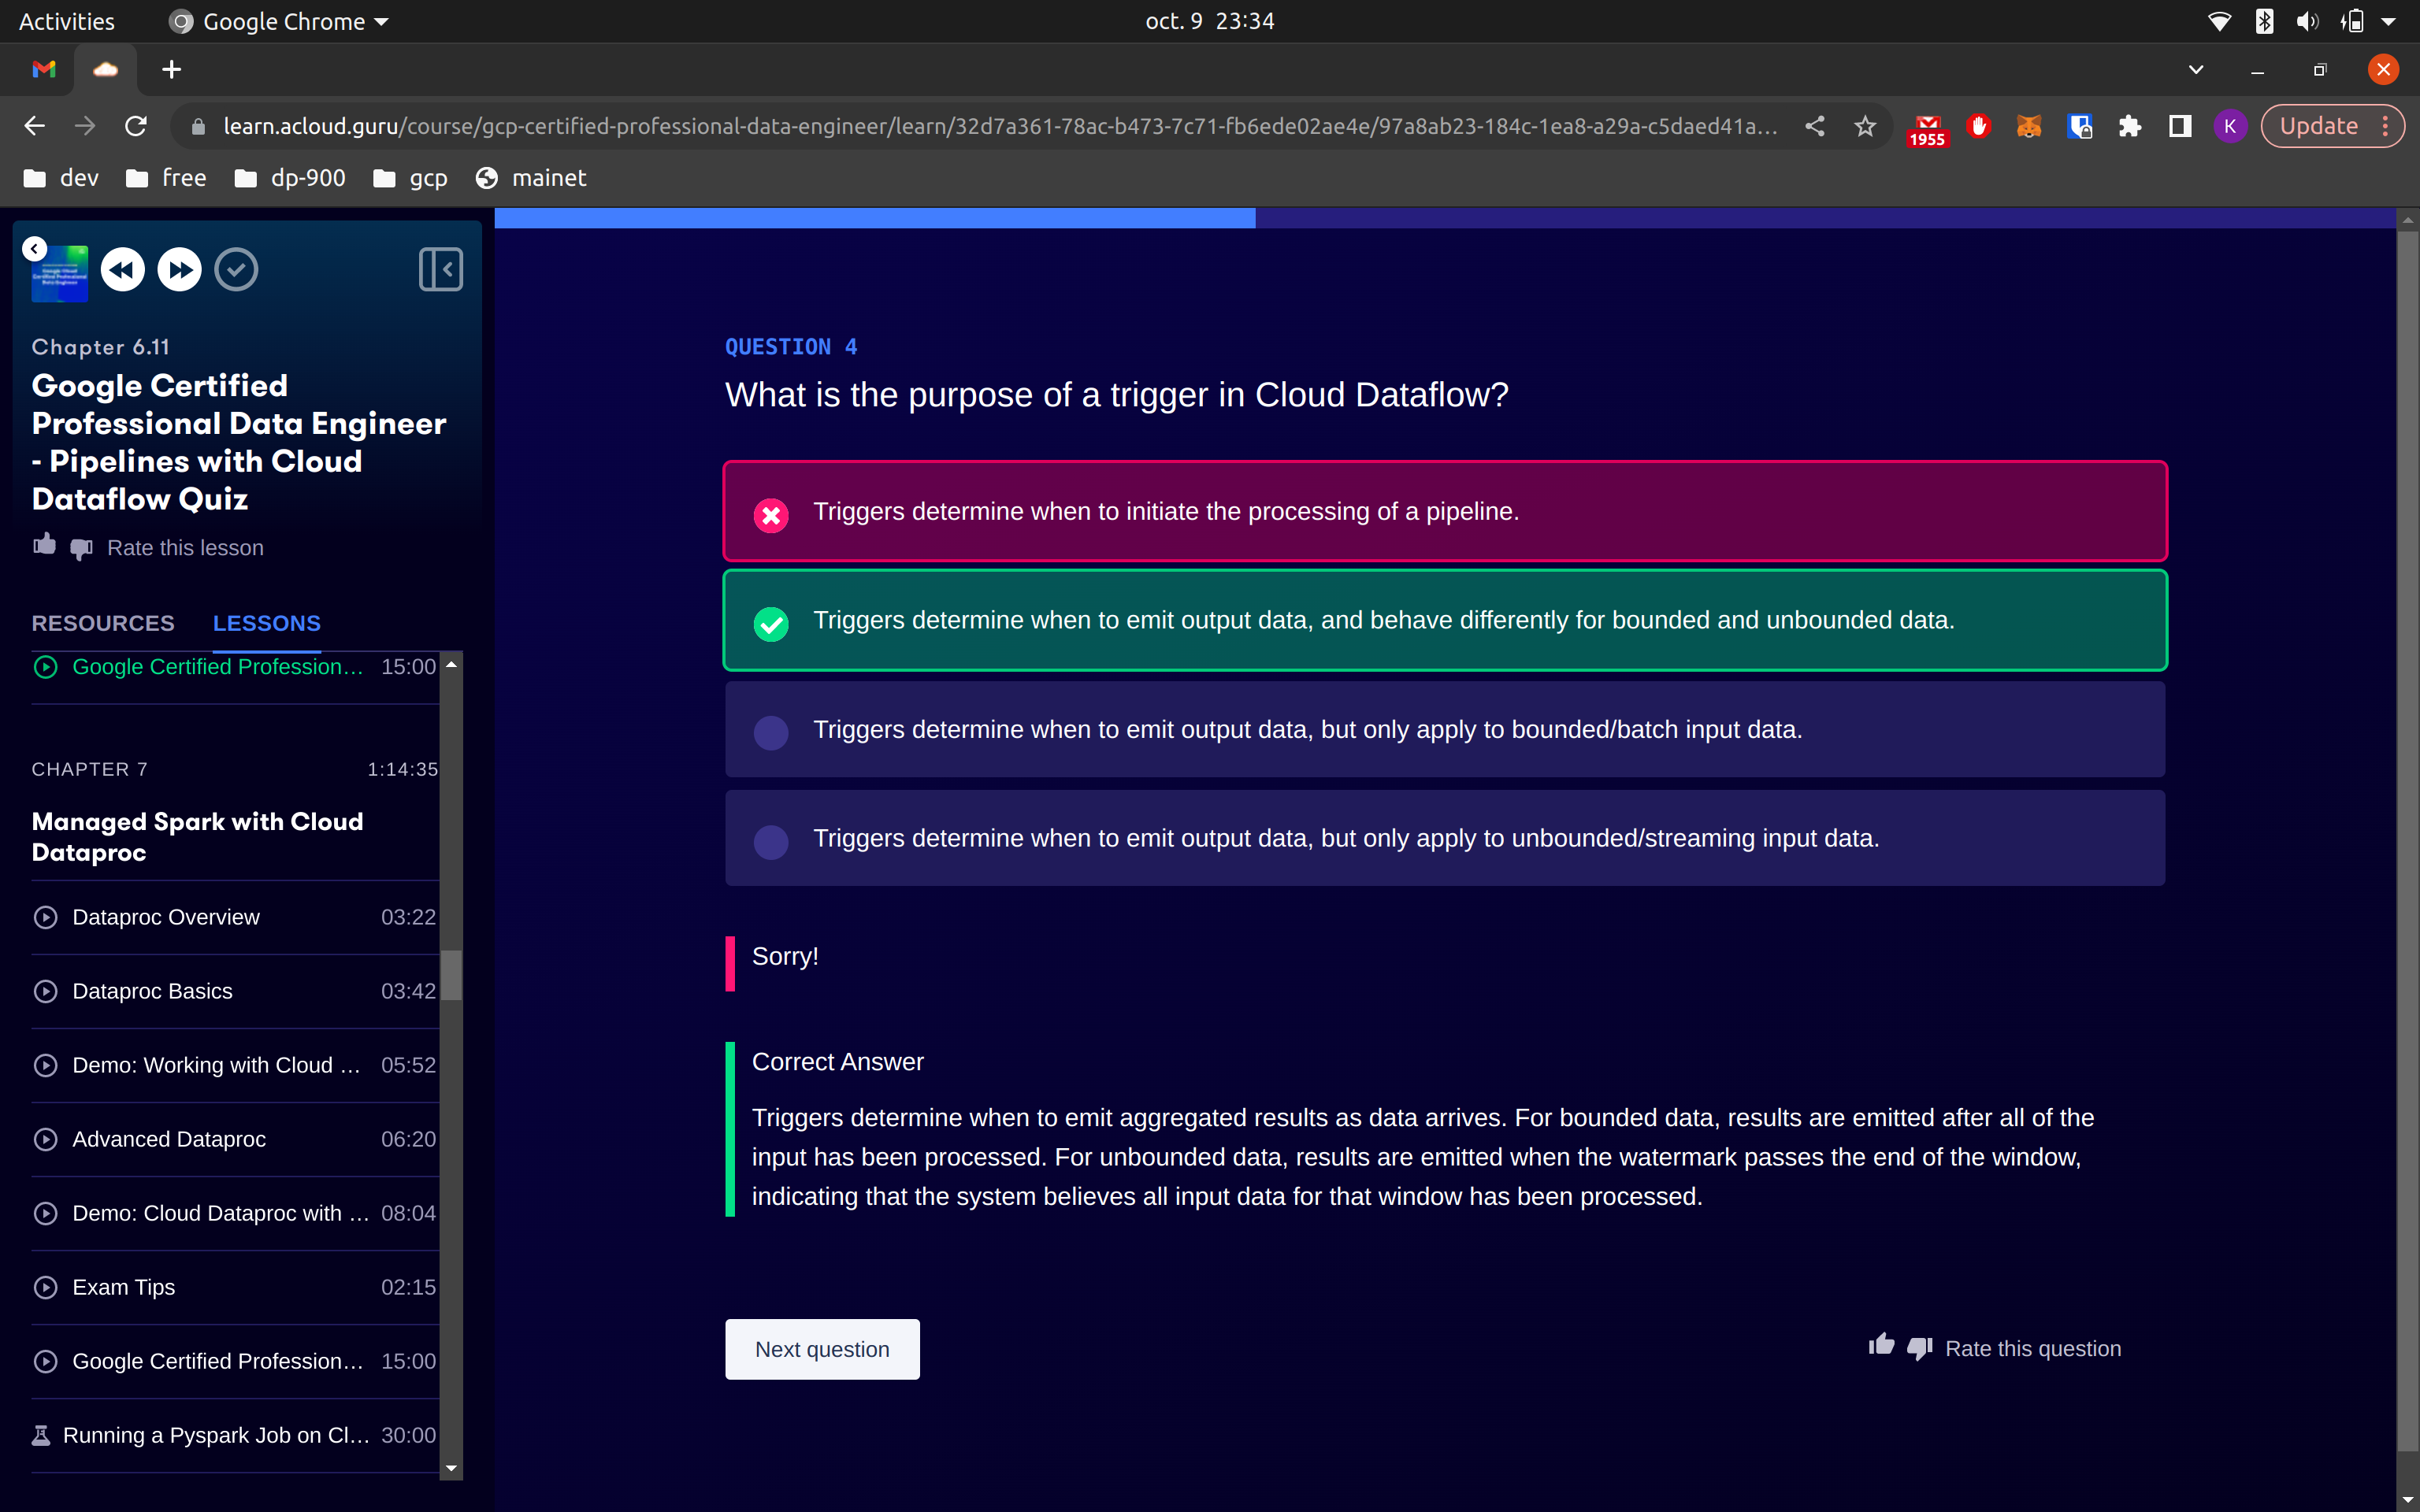 Activities
Google Chrome
oct. 9 23:34
learn.acloud.guru/course/gcp-certified-professional-data-engineer/learn/32d7a361-78ac-b473-7c71-fb6ede02ae4e/97a8ab23-184c-1ea8-a29a-c5daed41a...
1955
K
Update
dev
free
dp-900
gcp
mainet
Chapter 6.11
Google Certified
Professional Data Engineer
- Pipelines with Cloud
Dataflow Quiz
Rate this lesson
RESOURCES
LESSONS
Google Certified Profession... 15:00
CHAPTER 7 1:14:35
Managed Spark with Cloud
Dataproc
Dataproc Overview 03:22
Dataproc Basics 03:42
Demo: Working with Cloud ... 05:52
Advanced Dataproc 06:20
Demo: Cloud Dataproc with ... 08:04
Exam Tips 02:15
Google Certified Profession... 15:00
Running a Pyspark Job on Cl... 30:00
QUESTION 4
What is the purpose of a trigger in Cloud Dataflow?
Triggers determine when to initiate the processing of a pipeline.
Triggers determine when to emit output data, and behave differently for bounded and unbounded data.
Triggers determine when to emit output data, but only apply to bounded/batch input data.
Triggers determine when to emit output data, but only apply to unbounded/streaming input data.
Sorry!
Correct Answer
Triggers determine when to emit aggregated results as data arrives. For bounded data, results are emitted after all of the
input has been processed. For unbounded data, results are emitted when the watermark passes the end of the window,
indicating that the system believes all input data for that window has been processed.
Next question
Rate this question